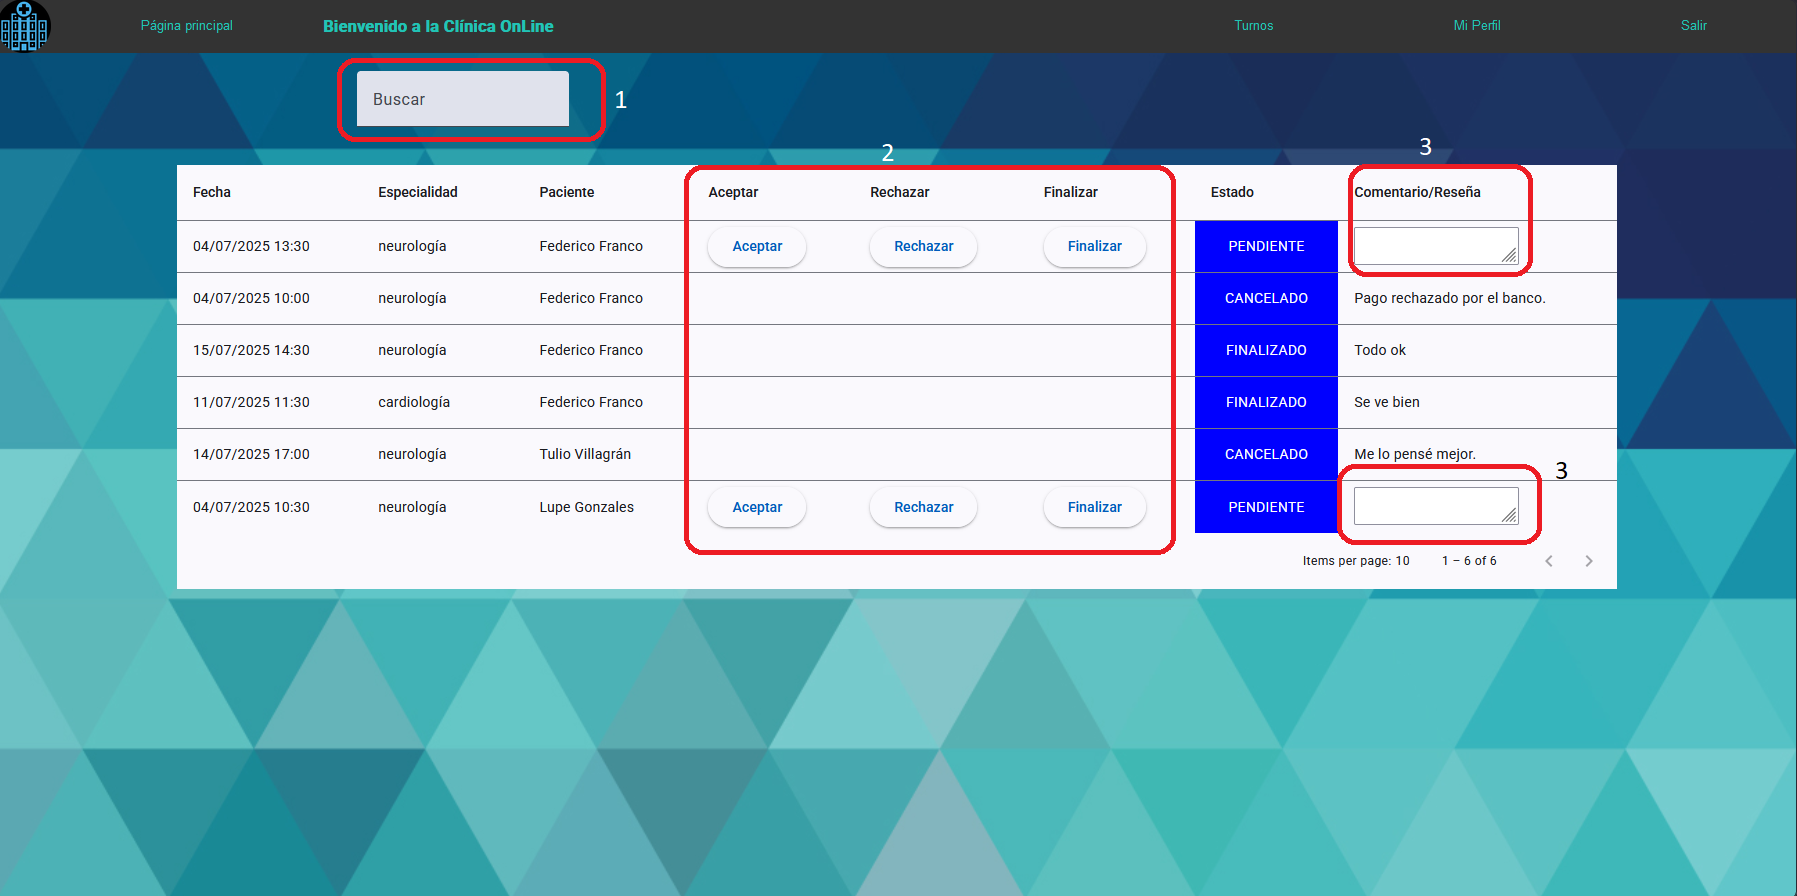 Página principal Bienvenido a la Clínica OnLine Turnos Mi Perfil Salir
Buscar 1
2 3
Fecha Especialidad Paciente Aceptar Rechazar Finalizar Estado Comentario/Reseña
04/07/2025 13:30 neurología Federico Franco Aceptar Rechazar Finalizar PENDIENTE
04/07/2025 10:00 neurología Federico Franco CANCELADO Pago rechazado por el banco.
15/07/2025 14:30 neurología Federico Franco FINALIZADO Todo ok
11/07/2025 11:30 cardiología Federico Franco FINALIZADO Se ve bien
14/07/2025 17:00 neurología Tulio Villagrán CANCELADO Me lo pensé mejor.
3
04/07/2025 10:30 neurología Lupe Gonzales Aceptar Rechazar Finalizar PENDIENTE
Items per page: 10 1 – 6 of 6